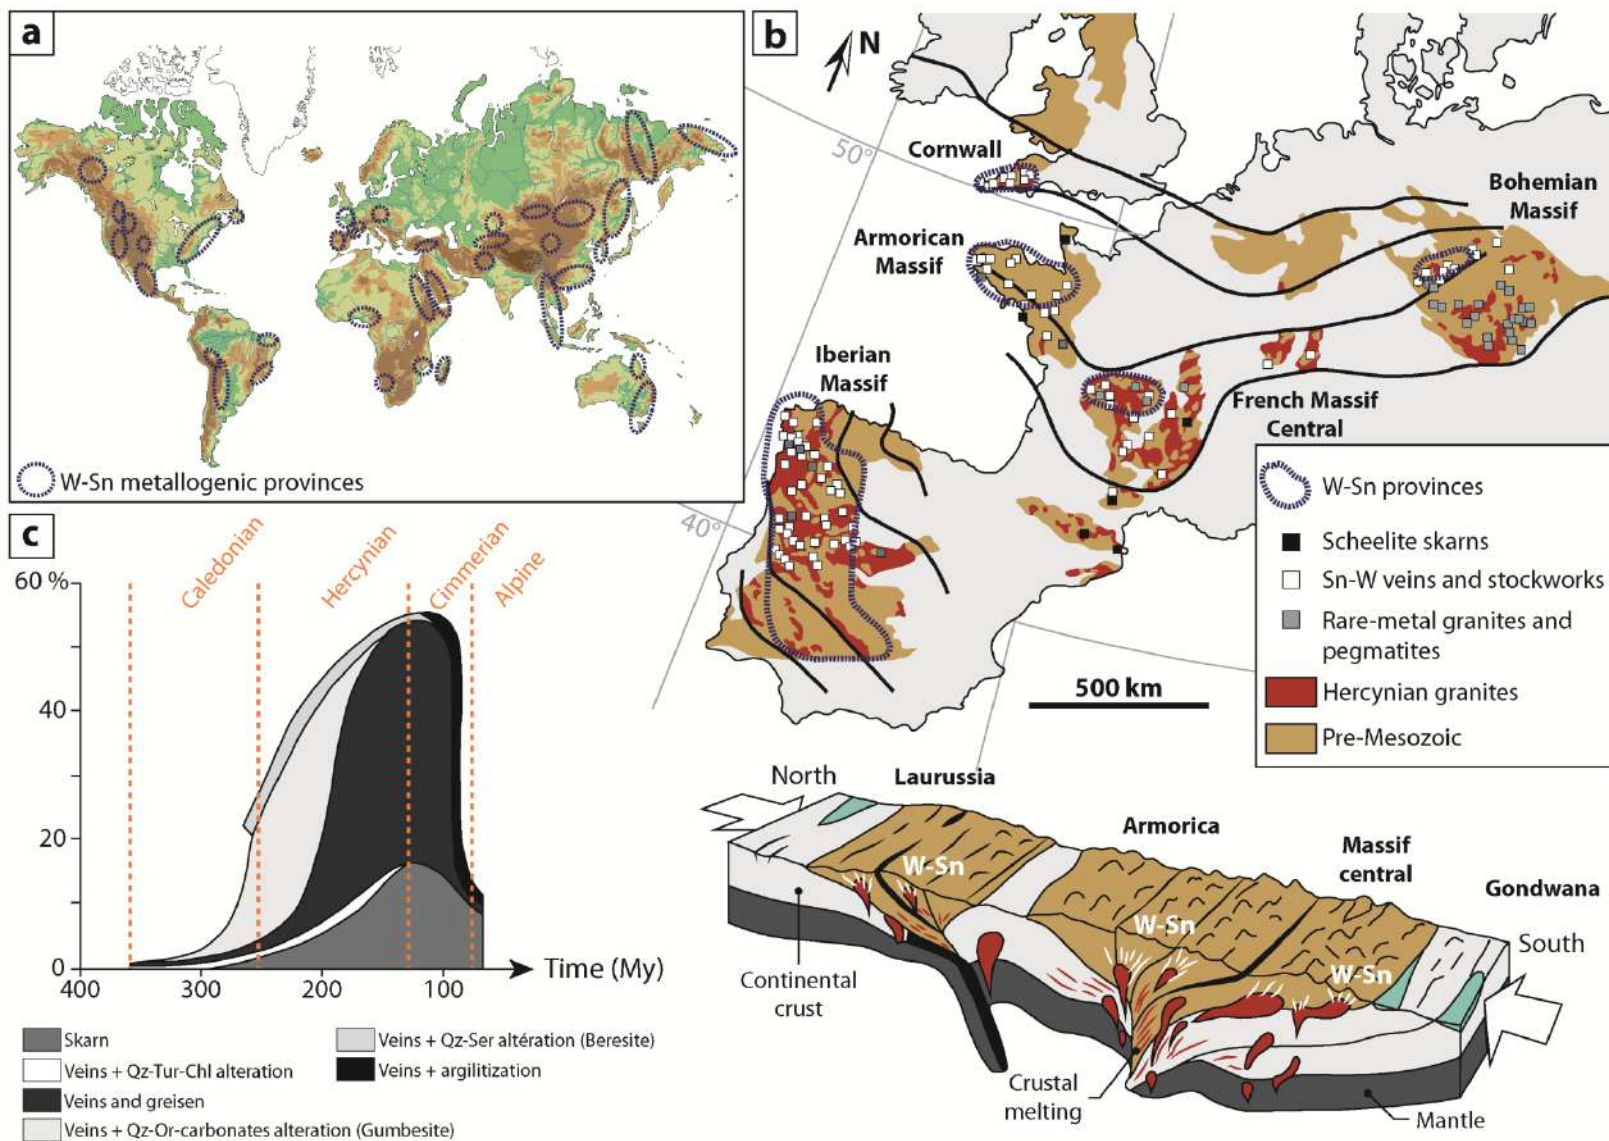 a
W-Sn metallogenic provinces
b
N
50°
40°
Cornwall
Armorican
Massif
Iberian
Massif
Bohemian
Massif
French Massif
Central
500 km
W-Sn provinces
Scheelite skarns
Sn-W veins and stockworks
Rare-metal granites and
pegmatites
Hercynian granites
Pre-Mesozoic
c
Caledonian
Hercynian
Cimmerian
Alpine
60 %
40
20
0
400
300
200
100
Time (My)
Skarn
Veins + Qz-Tur-Chl alteration
Veins and greisen
Veins + Qz-Or-carbonates alteration (Gumbesite)
Veins + Qz-Ser altération (Beresite)
Veins + argilitization
North
Laurussia
Armorica
Massif
central
Gondwana
South
W-Sn
W-Sn
W-Sn
Continental
crust
Crustal
melting
Mantle